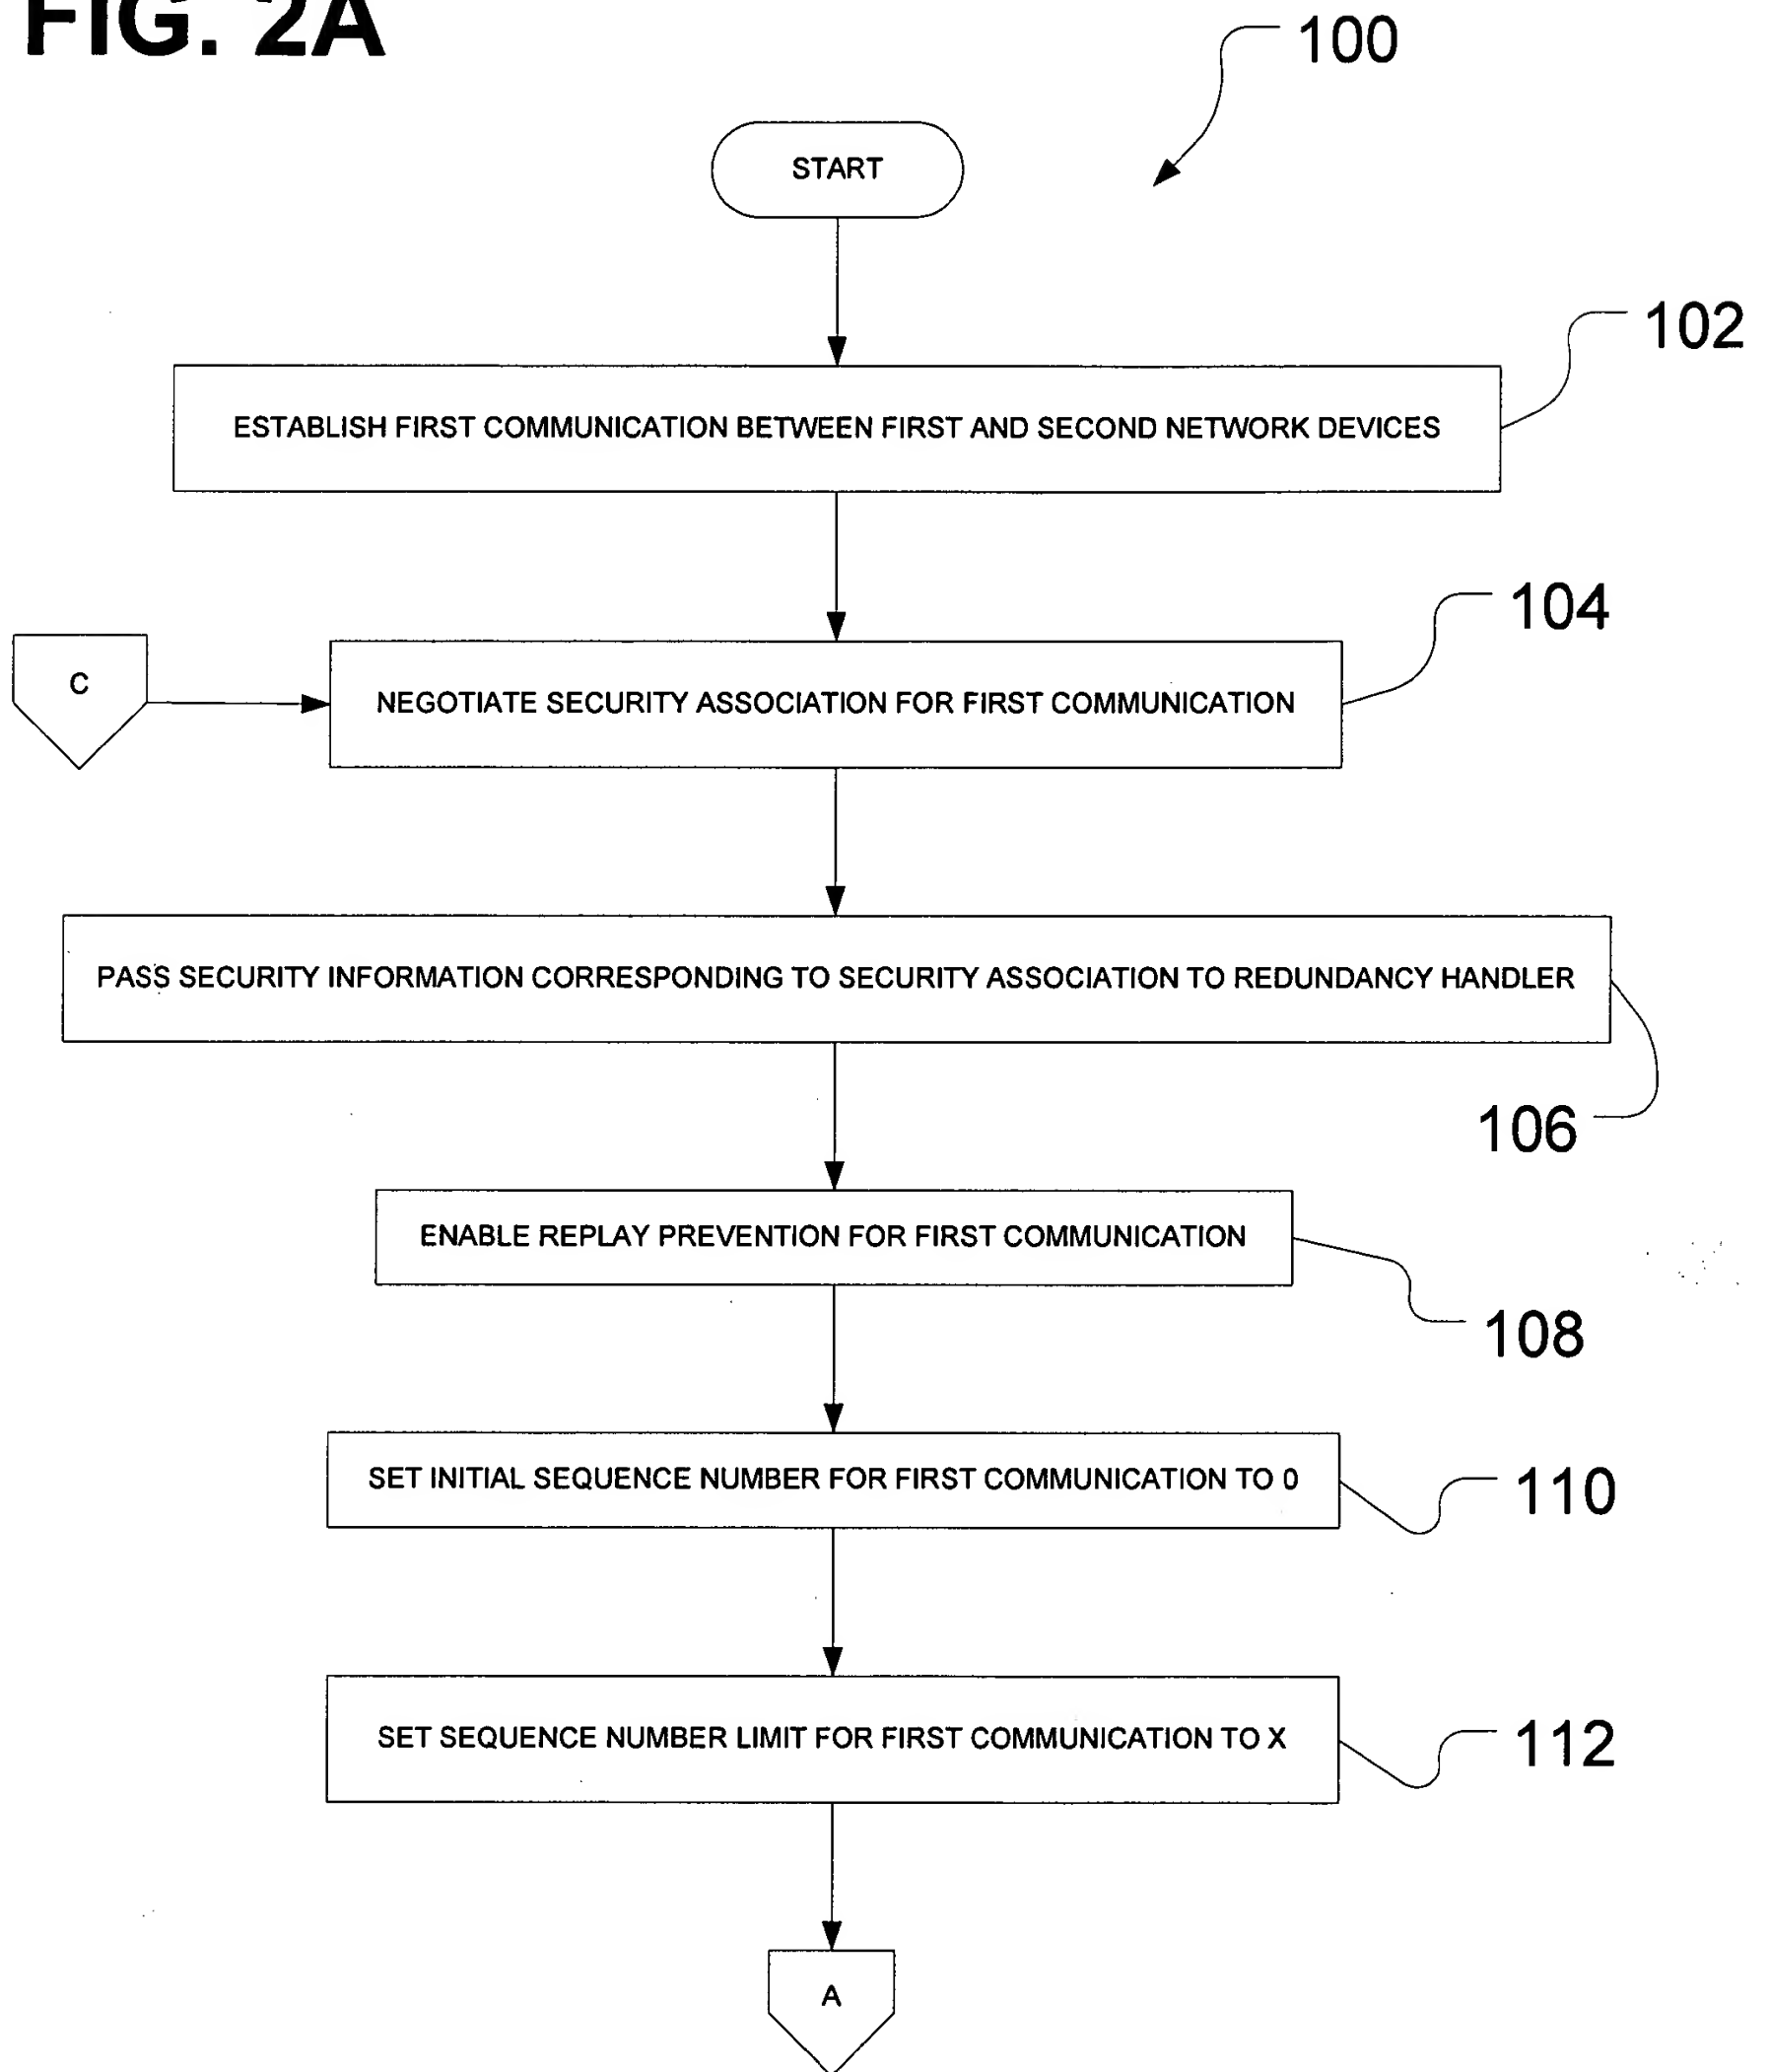 FIG. 2A
100
START
102
ESTABLISH FIRST COMMUNICATION BETWEEN FIRST AND SECOND NETWORK DEVICES
104
C
NEGOTIATE SECURITY ASSOCIATION FOR FIRST COMMUNICATION
PASS SECURITY INFORMATION CORRESPONDING TO SECURITY ASSOCIATION TO REDUNDANCY HANDLER
106
ENABLE REPLAY PREVENTION FOR FIRST COMMUNICATION
108
SET INITIAL SEQUENCE NUMBER FOR FIRST COMMUNICATION TO 0
110
SET SEQUENCE NUMBER LIMIT FOR FIRST COMMUNICATION TO X
112
A